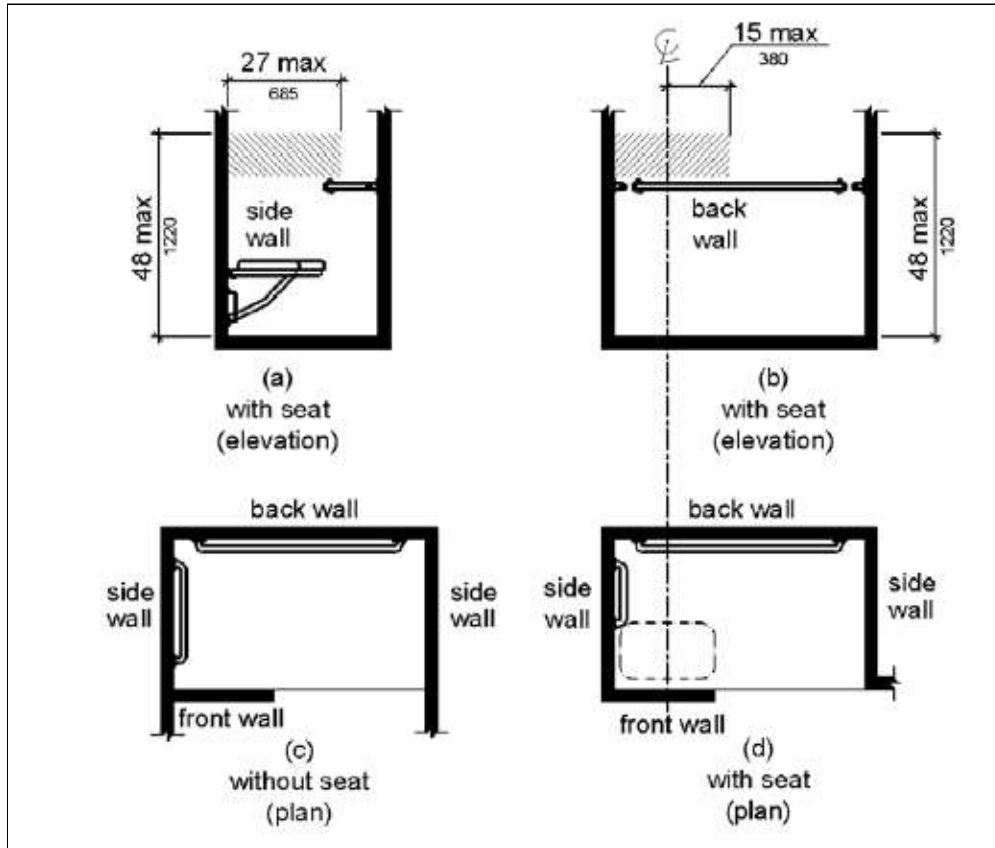 27 max
685
48 max
1220
side
wall
(a)
with seat
(elevation)
℄
15 max
380
back
wall
48 max
1220
(b)
with seat
(elevation)
back wall
side
wall
side
wall
front wall
(c)
without seat
(plan)
back wall
side
wall
side
wall
front wall
(d)
with seat
(plan)